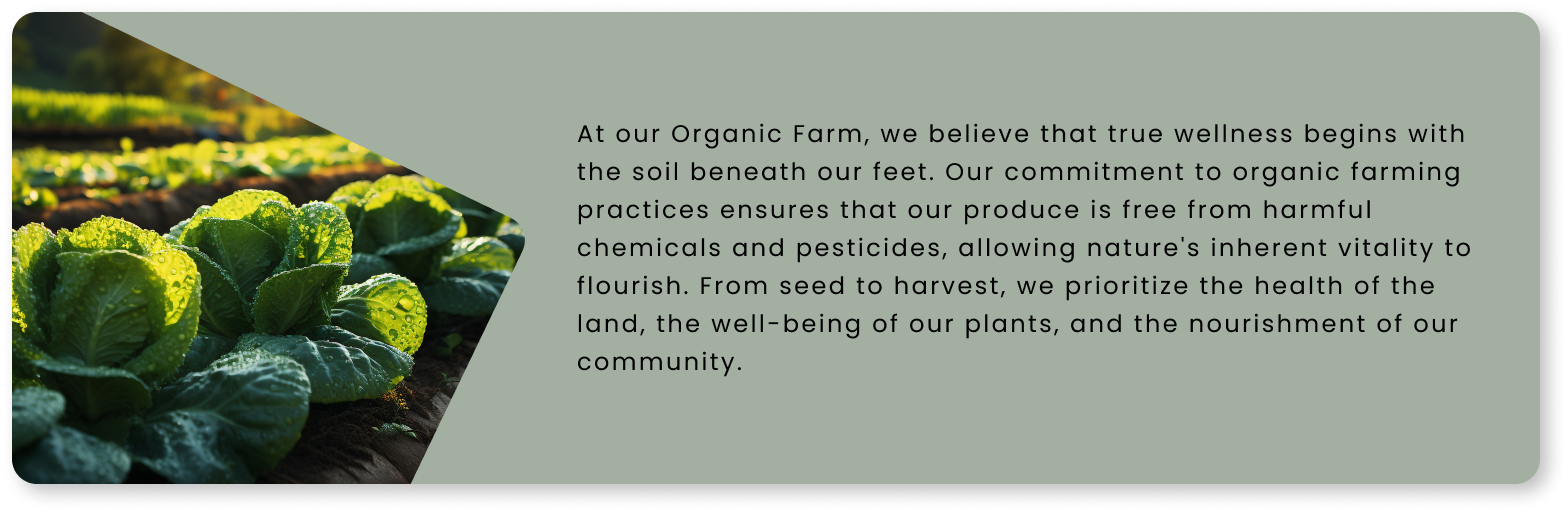 At our Organic Farm, we believe that true wellness begins with
the soil beneath our feet. Our commitment to organic farming
practices ensures that our produce is free from harmful
chemicals and pesticides, allowing nature's inherent vitality to
flourish. From seed to harvest, we prioritize the health of the
land, the well-being of our plants, and the nourishment of our
community.